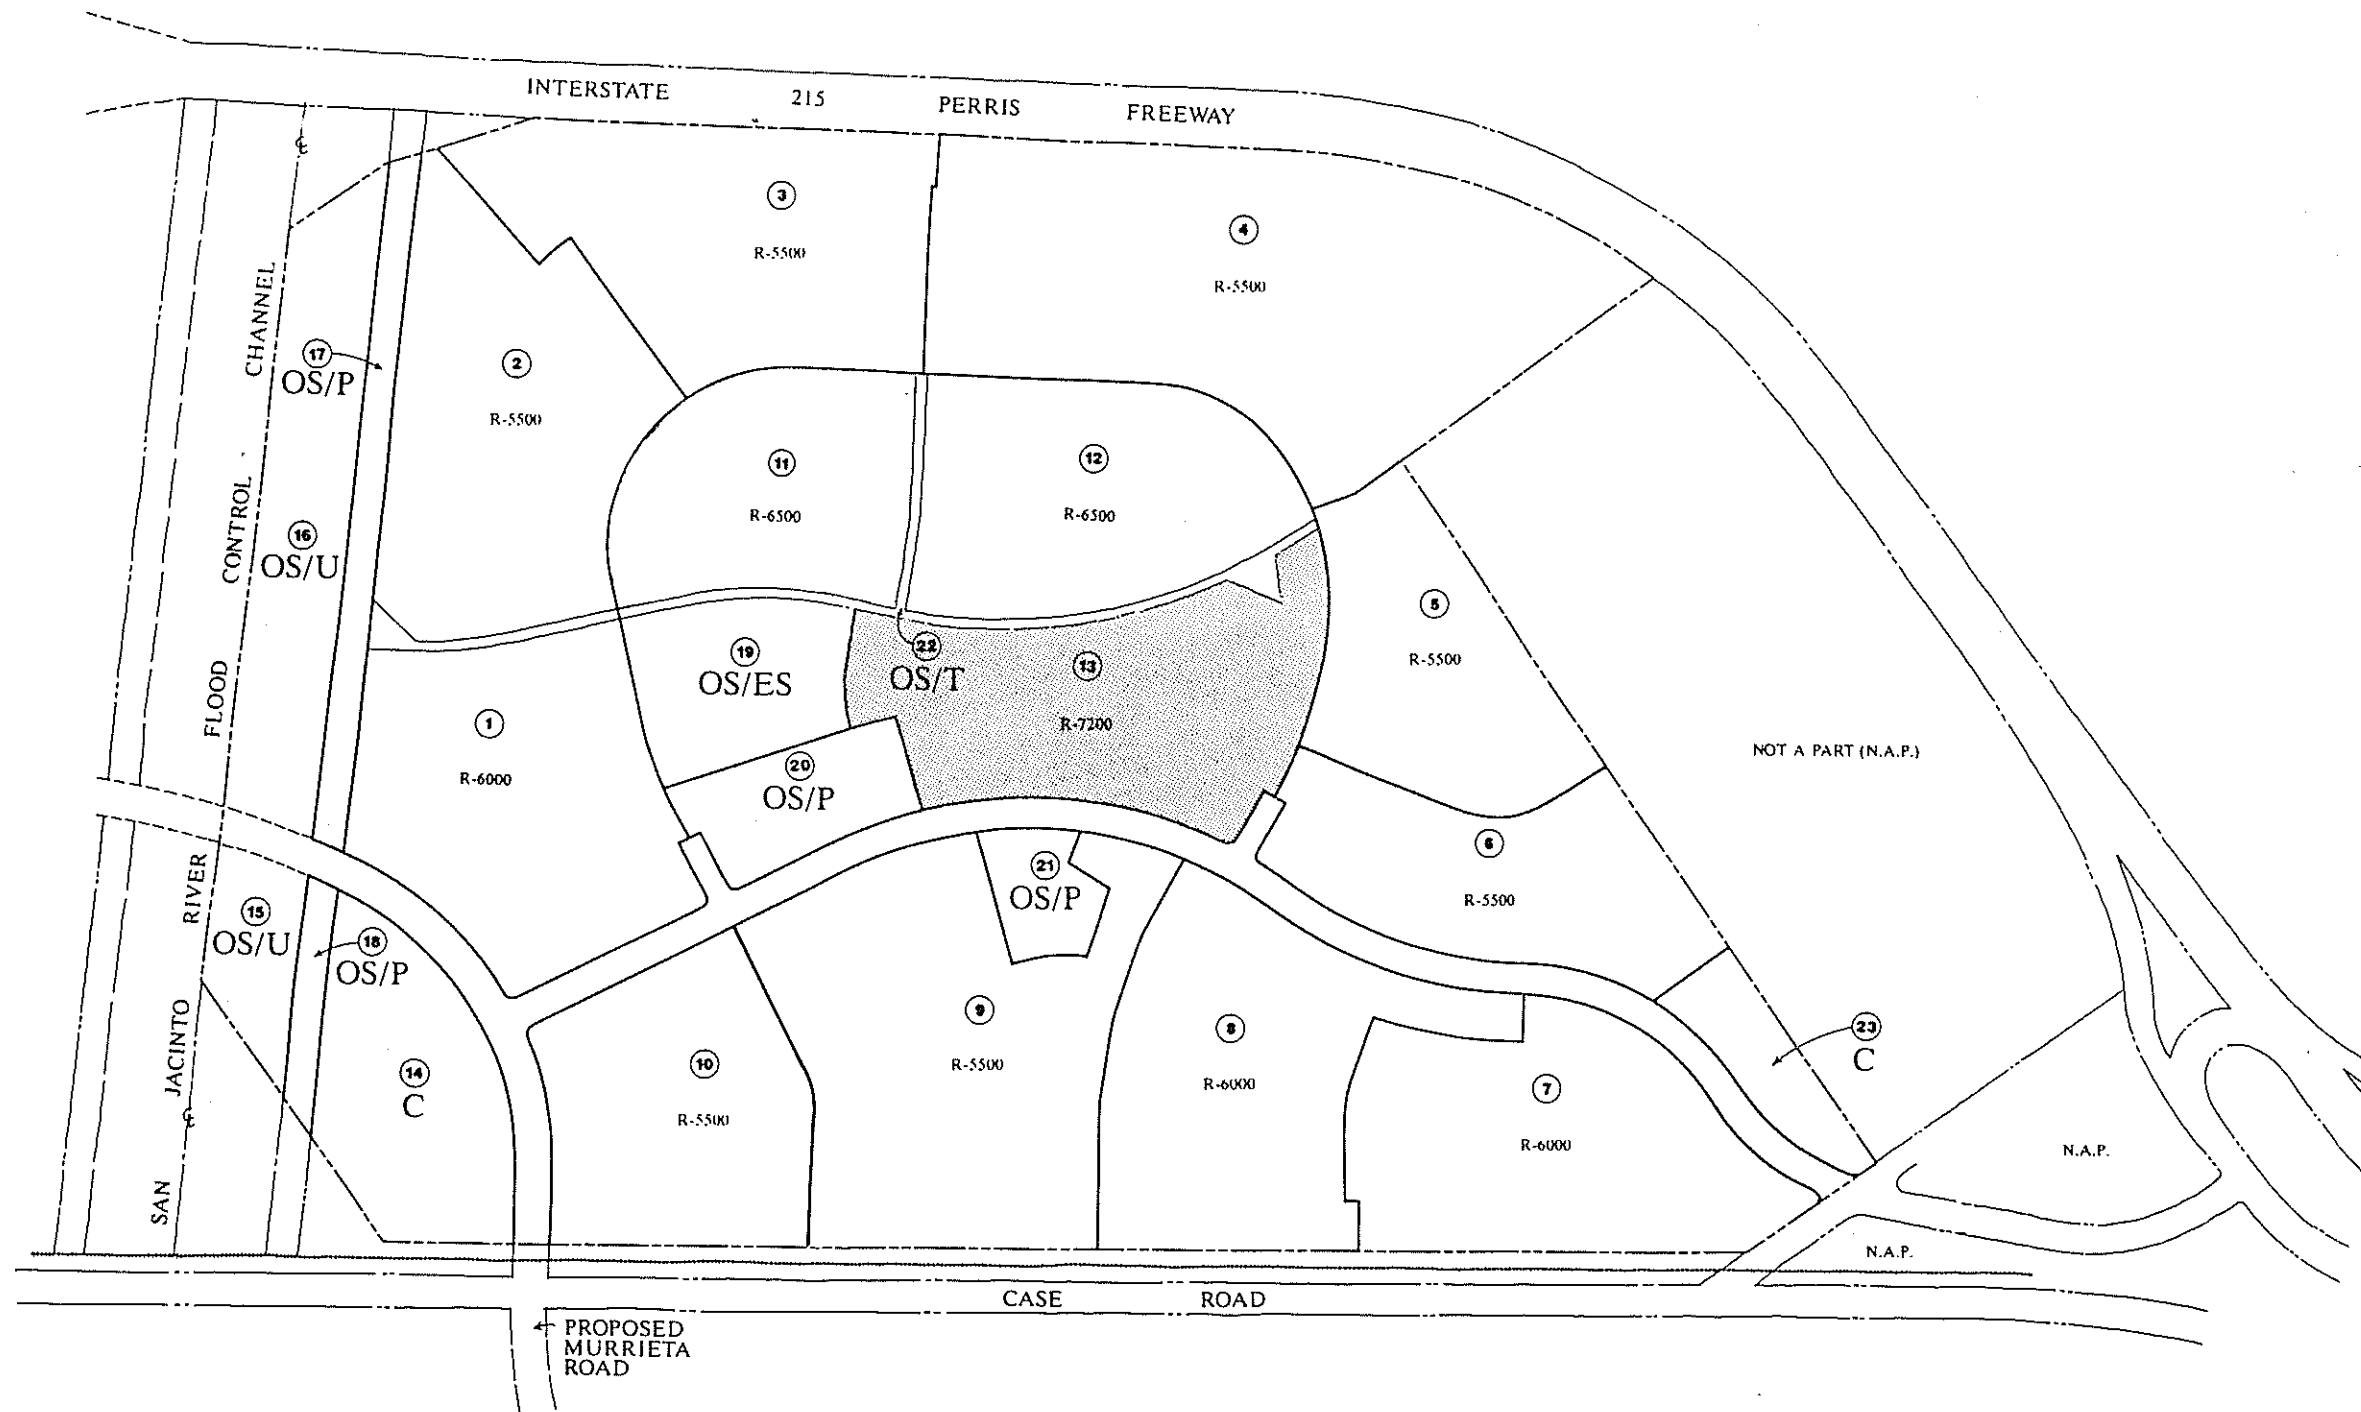 INTERSTATE 215 PERRIS FREEWAY
3
R-5500
4
R-5500
17
OS/P
2
R-5500
11
R-6500
12
R-6500
16
OS/U
5
R-5500
19
OS/ES
22
OS/T
13
R-7200
1
R-6000
20
OS/P
NOT A PART (N.A.P.)
6
R-5500
21
OS/P
15
OS/U
18
OS/P
SAN JACINTO RIVER FLOOD CONTROL CHANNEL
14
C
10
R-5500
9
R-5500
8
R-6000
7
R-6000
23
C
N.A.P.
N.A.P.
CASE ROAD
PROPOSED
MURRIETA
ROAD